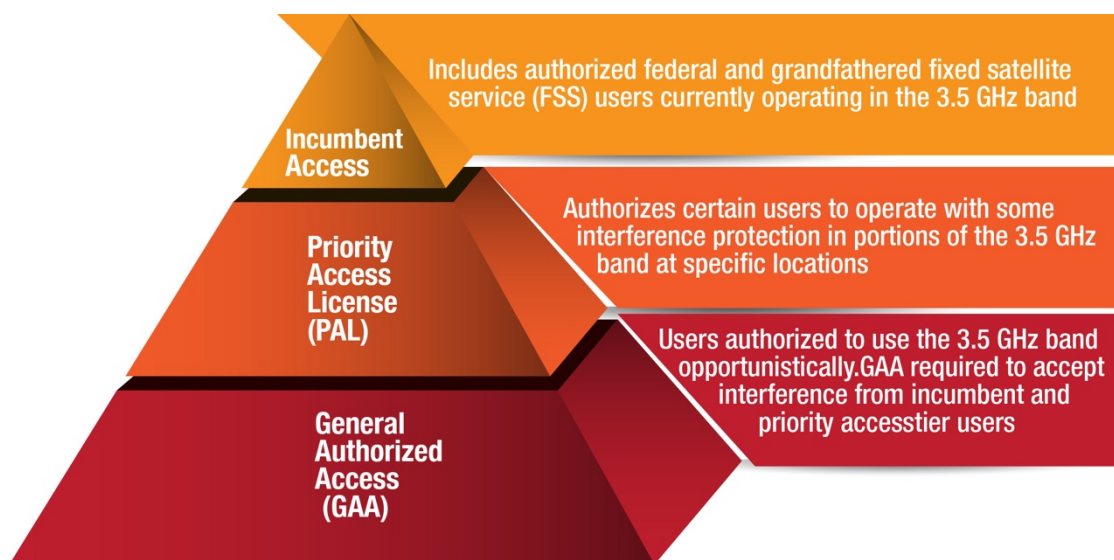 Includes authorized federal and grandfathered fixed satellite
service (FSS) users currently operating in the 3.5 GHz band
Incumbent
Access
Authorizes certain users to operate with some
interference protection in portions of the 3.5 GHz
band at specific locations
Priority
Access
License
(PAL)
Users authorized to use the 3.5 GHz band
opportunistically.GAA required to accept
interference from incumbent and
priority accesstier users
General
Authorized
Access
(GAA)